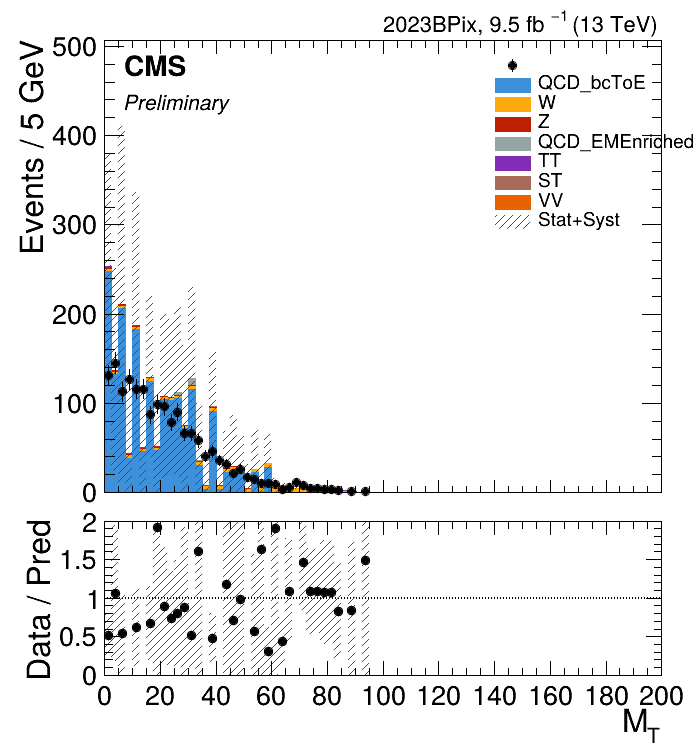 2023BPix, 9.5 fb⁻¹ (13 TeV)
CMS
Preliminary
Events / 5 GeV
500
400
300
200
100
0
QCD_bcToE
W
Z
QCD_EMEnriched
TT
ST
VV
Stat+Syst
Data / Pred
2
1.5
1
0.5
0
0 20 40 60 80 100 120 140 160 180 200
M_T